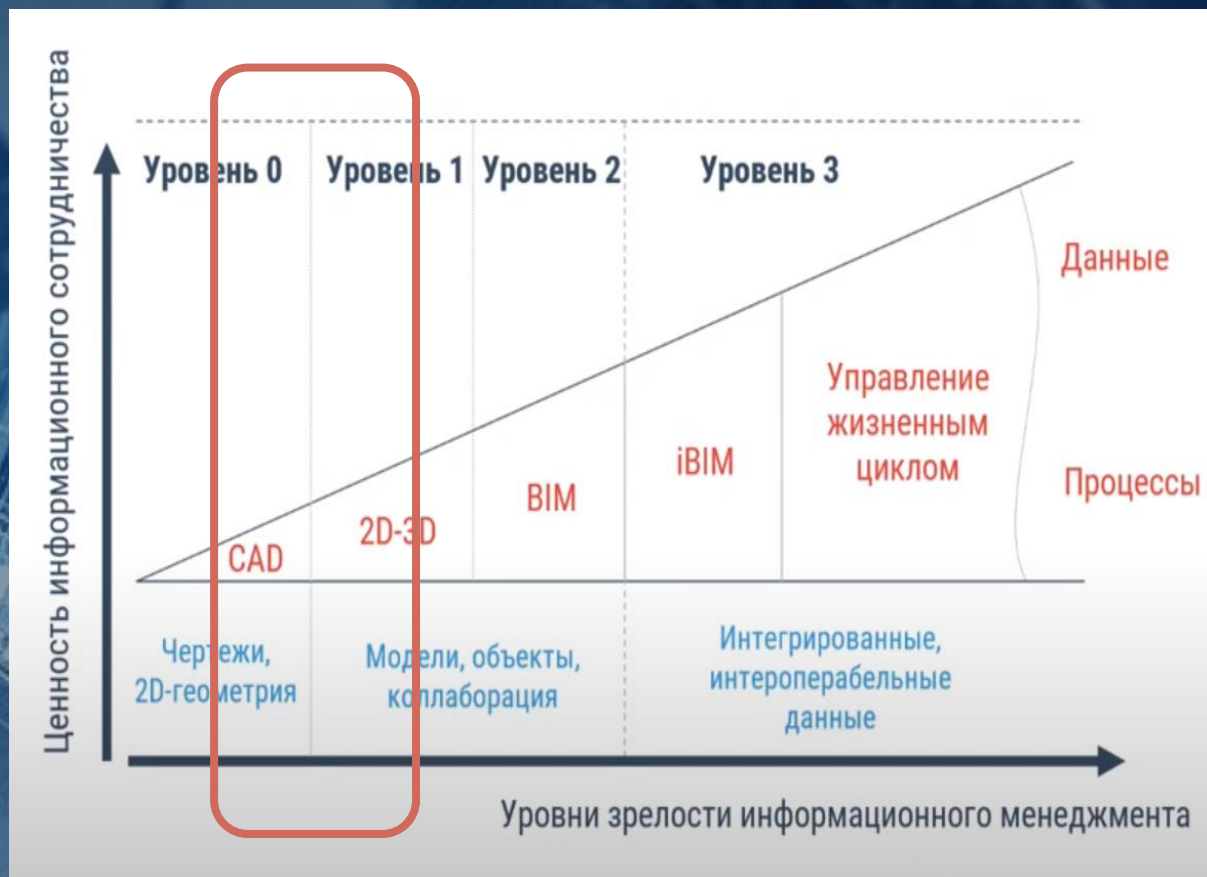 Ценность информационного сотрудничества
Уровень 0
Уровень 1
Уровень 2
Уровень 3
Данные
Управление
жизненным
циклом
iBIM
Процессы
BIM
2D-3D
CAD
Чертежи,
2D-геометрия
Модели, объекты,
коллаборация
Интегрированные,
интероперабельные
данные
Уровни зрелости информационного менеджмента